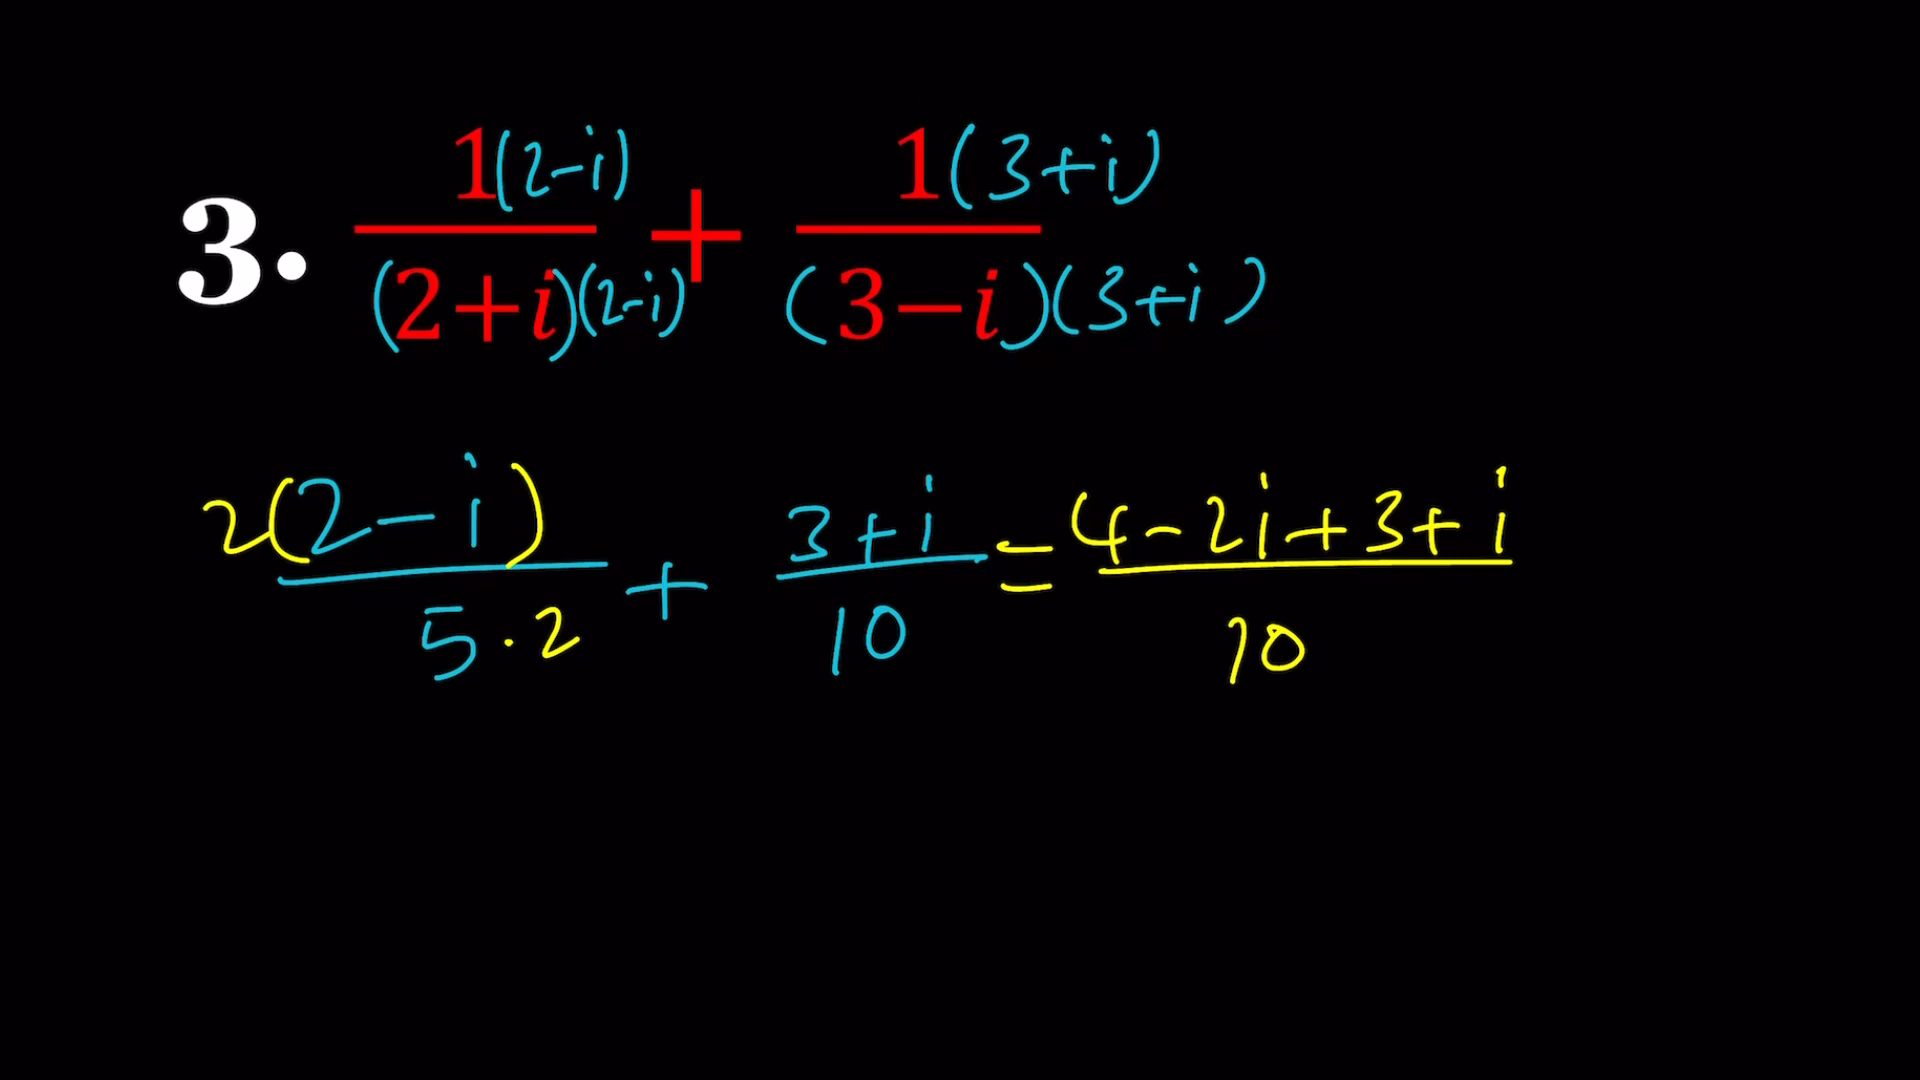 3. 1(2-i)/(2+i)(2-i) + 1(3+i)/(3-i)(3+i)
2(2-i)/5·2 + 3+i/10 = 4-2i+3+i/10